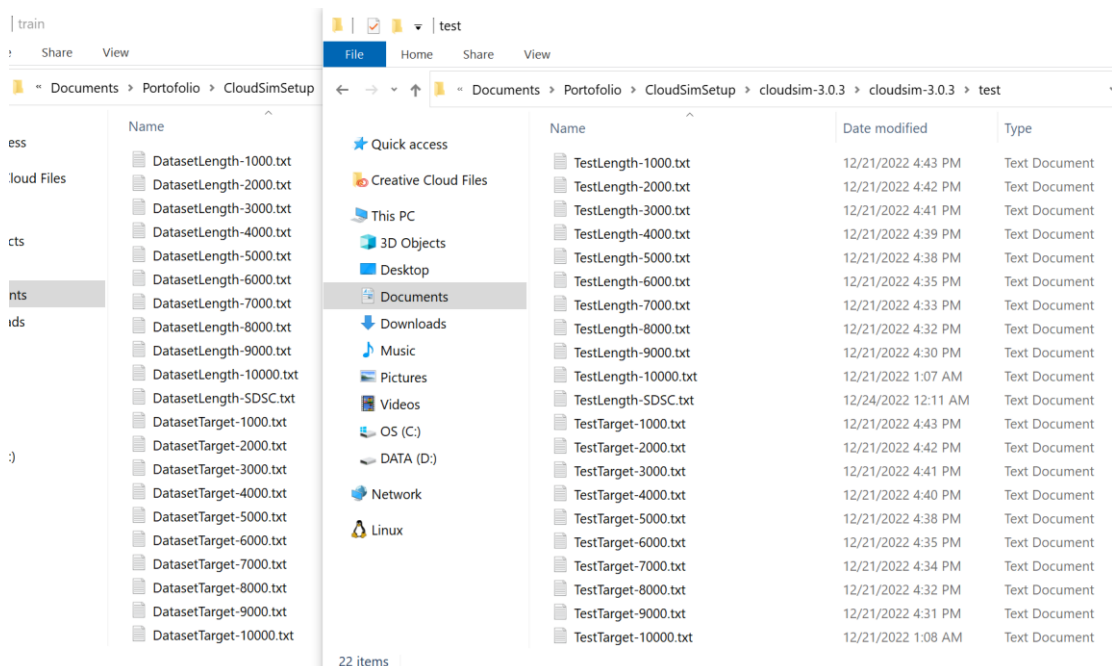 train
Share View
Documents > Portofolio > CloudSimSetup
Name
ess
Cloud Files
cts
nts
ads
:)
DatasetLength-1000.txt
DatasetLength-2000.txt
DatasetLength-3000.txt
DatasetLength-4000.txt
DatasetLength-5000.txt
DatasetLength-6000.txt
DatasetLength-7000.txt
DatasetLength-8000.txt
DatasetLength-9000.txt
DatasetLength-10000.txt
DatasetLength-SDSC.txt
DatasetTarget-1000.txt
DatasetTarget-2000.txt
DatasetTarget-3000.txt
DatasetTarget-4000.txt
DatasetTarget-5000.txt
DatasetTarget-6000.txt
DatasetTarget-7000.txt
DatasetTarget-8000.txt
DatasetTarget-9000.txt
DatasetTarget-10000.txt
test
File Home Share View
« Documents > Portofolio > CloudSimSetup > cloudsim-3.0.3 > cloudsim-3.0.3 > test
Quick access
Creative Cloud Files
This PC
3D Objects
Desktop
Documents
Downloads
Music
Pictures
Videos
OS (C:)
DATA (D:)
Network
Linux
Name Date modified Type
TestLength-1000.txt 12/21/2022 4:43 PM Text Document
TestLength-2000.txt 12/21/2022 4:42 PM Text Document
TestLength-3000.txt 12/21/2022 4:41 PM Text Document
TestLength-4000.txt 12/21/2022 4:39 PM Text Document
TestLength-5000.txt 12/21/2022 4:38 PM Text Document
TestLength-6000.txt 12/21/2022 4:35 PM Text Document
TestLength-7000.txt 12/21/2022 4:33 PM Text Document
TestLength-8000.txt 12/21/2022 4:32 PM Text Document
TestLength-9000.txt 12/21/2022 4:30 PM Text Document
TestLength-10000.txt 12/21/2022 1:07 AM Text Document
TestLength-SDSC.txt 12/24/2022 12:11 AM Text Document
TestTarget-1000.txt 12/21/2022 4:43 PM Text Document
TestTarget-2000.txt 12/21/2022 4:42 PM Text Document
TestTarget-3000.txt 12/21/2022 4:41 PM Text Document
TestTarget-4000.txt 12/21/2022 4:40 PM Text Document
TestTarget-5000.txt 12/21/2022 4:38 PM Text Document
TestTarget-6000.txt 12/21/2022 4:35 PM Text Document
TestTarget-7000.txt 12/21/2022 4:34 PM Text Document
TestTarget-8000.txt 12/21/2022 4:32 PM Text Document
TestTarget-9000.txt 12/21/2022 4:31 PM Text Document
TestTarget-10000.txt 12/21/2022 1:08 AM Text Document
22 items